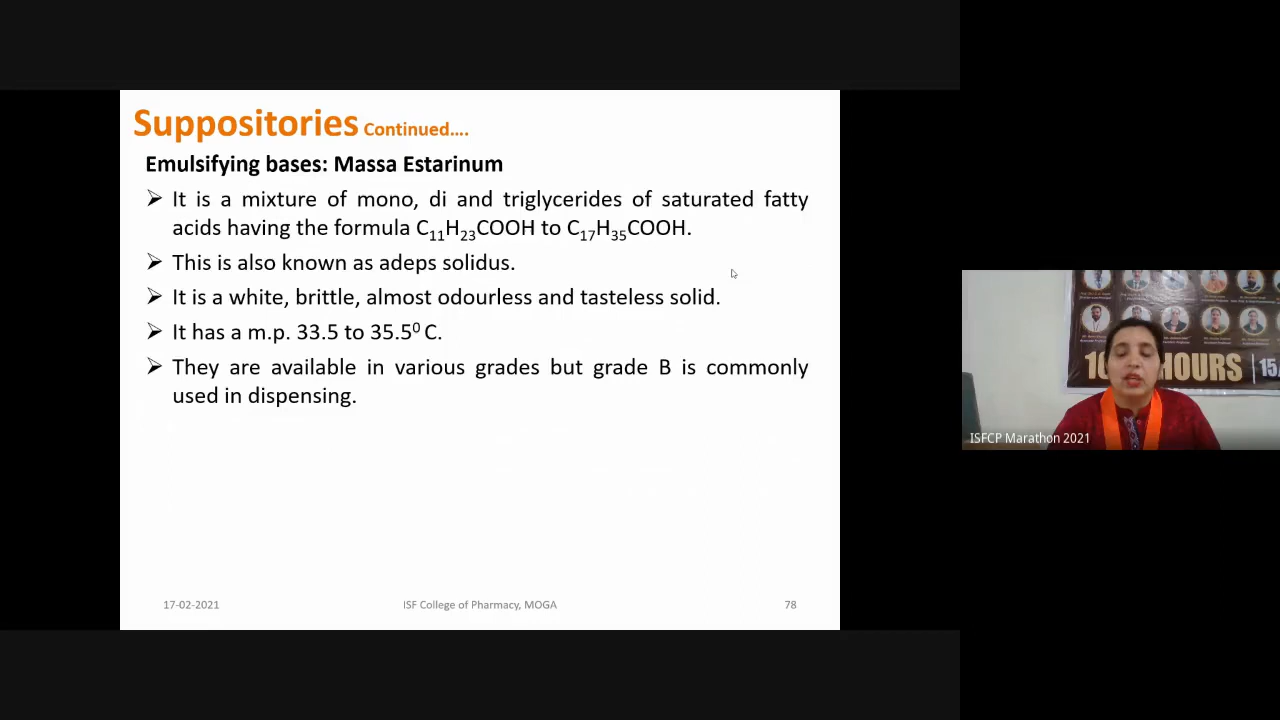 Suppositories Continued....
Emulsifying bases: Massa Estarinum
➢ It is a mixture of mono, di and triglycerides of saturated fatty
acids having the formula C₁₁H₂₃COOH to C₁₇H₃₅COOH.
➢ This is also known as adeps solidus.
➢ It is a white, brittle, almost odourless and tasteless solid.
➢ It has a m.p. 33.5 to 35.5⁰ C.
➢ They are available in various grades but grade B is commonly
used in dispensing.
17-02-2021 ISF College of Pharmacy, MOGA 78
HOURS 15/
ISFCP Marathon 2021